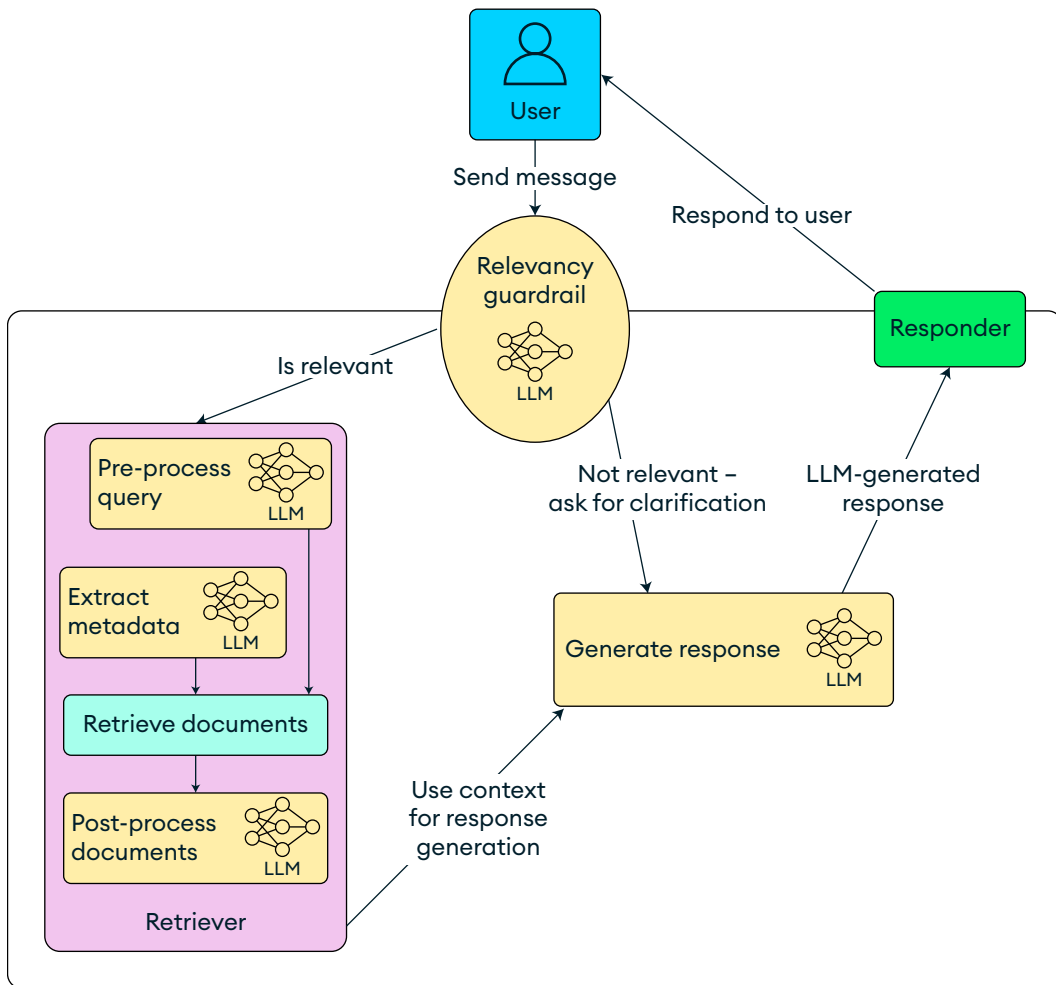 User
Send message
Respond to user
Relevancy
guardrail
LLM
Responder
Is relevant
Pre-process
query
LLM
Not relevant –
ask for clarification
LLM-generated
response
Extract
metadata
LLM
Generate response
LLM
Retrieve documents
Post-process
documents
LLM
Use context
for response
generation
Retriever